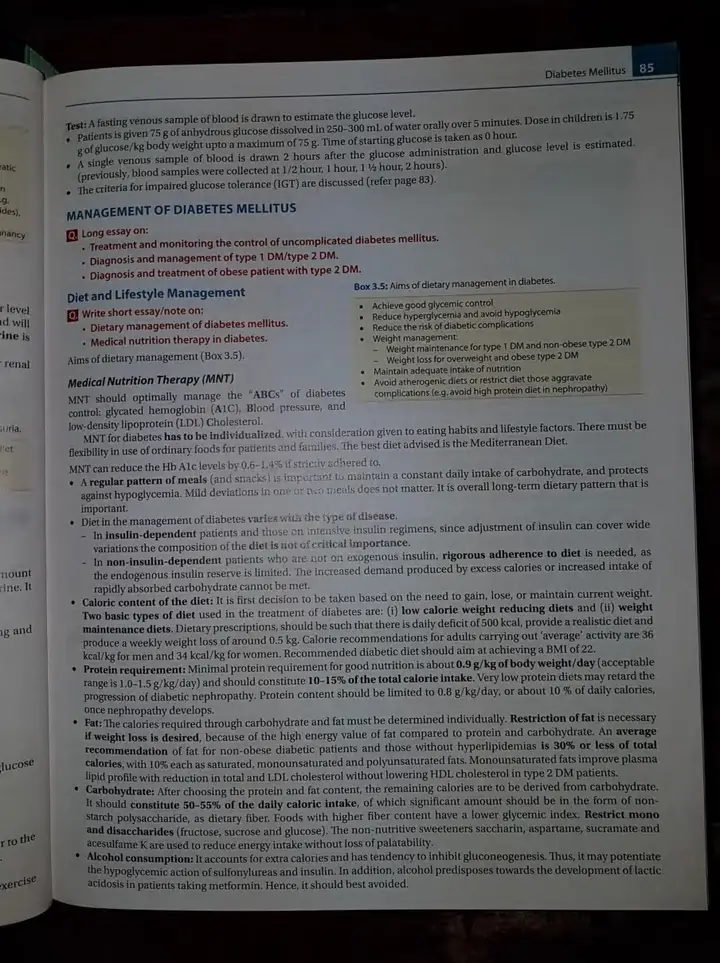 Diabetes Mellitus 85
Test: A fasting venous sample of blood is drawn to estimate the glucose level.
• Patients is given 75 g of anhydrous glucose dissolved in 250–300 mL of water orally over 5 minutes. Dose in children is 1.75
g of glucose/kg body weight upto a maximum of 75 g. Time of starting glucose is taken as 0 hour.
• A single venous sample of blood is drawn 2 hours after the glucose administration and glucose level is estimated.
(previously, blood samples were collected at 1/2 hour, 1 hour, 1 ½ hour, 2 hours).
• The criteria for impaired glucose tolerance (IGT) are discussed (refer page 83).
MANAGEMENT OF DIABETES MELLITUS
Q. Long essay on:
• Treatment and monitoring the control of uncomplicated diabetes mellitus.
• Diagnosis and management of type 1 DM/type 2 DM.
• Diagnosis and treatment of obese patient with type 2 DM.
Diet and Lifestyle Management
Q. Write short essay/note on:
• Dietary management of diabetes mellitus.
• Medical nutrition therapy in diabetes.
Aims of dietary management (Box 3.5).
Box 3.5: Aims of dietary management in diabetes.
• Achieve good glycemic control
• Reduce hyperglycemia and avoid hypoglycemia
• Reduce the risk of diabetic complications
• Weight management:
– Weight maintenance for type 1 DM and non-obese type 2 DM
– Weight loss for overweight and obese type 2 DM
• Maintain adequate intake of nutrition
• Avoid atherogenic diets or restrict diet those aggravate
complications (e.g. avoid high protein diet in nephropathy)
Medical Nutrition Therapy (MNT)
MNT should optimally manage the "ABCs" of diabetes
control: glycated hemoglobin (A1C), Blood pressure, and
low-density lipoprotein (LDL) Cholesterol.
MNT for diabetes has to be individualized, with consideration given to eating habits and lifestyle factors. There must be
flexibility in use of ordinary foods for patients and families. The best diet advised is the Mediterranean Diet.
MNT can reduce the Hb A1c levels by 0.6–1.4% if strictly adhered to.
• A regular pattern of meals (and snacks) is important to maintain a constant daily intake of carbohydrate, and protects
against hypoglycemia. Mild deviations in one or two meals does not matter. It is overall long-term dietary pattern that is
important.
• Diet in the management of diabetes varies with the type of disease.
– In insulin-dependent patients and those on intensive insulin regimens, since adjustment of insulin can cover wide
variations the composition of the diet is not of critical importance.
– In non-insulin-dependent patients who are not on exogenous insulin, rigorous adherence to diet is needed, as
the endogenous insulin reserve is limited. The increased demand produced by excess calories or increased intake of
rapidly absorbed carbohydrate cannot be met.
• Caloric content of the diet: It is first decision to be taken based on the need to gain, lose, or maintain current weight.
Two basic types of diet used in the treatment of diabetes are: (i) low calorie weight reducing diets and (ii) weight
maintenance diets. Dietary prescriptions, should be such that there is daily deficit of 500 kcal, provide a realistic diet and
produce a weekly weight loss of around 0.5 kg. Calorie recommendations for adults carrying out 'average' activity are 36
kcal/kg for men and 34 kcal/kg for women. Recommended diabetic diet should aim at achieving a BMI of 22.
• Protein requirement: Minimal protein requirement for good nutrition is about 0.9 g/kg of body weight/day (acceptable
range is 1.0–1.5 g/kg/day) and should constitute 10–15% of the total calorie intake. Very low protein diets may retard the
progression of diabetic nephropathy. Protein content should be limited to 0.8 g/kg/day, or about 10 % of daily calories,
once nephropathy develops.
• Fat: The calories required through carbohydrate and fat must be determined individually. Restriction of fat is necessary
if weight loss is desired, because of the high energy value of fat compared to protein and carbohydrate. An average
recommendation of fat for non-obese diabetic patients and those without hyperlipidemias is 30% or less of total
calories, with 10% each as saturated, monounsaturated and polyunsaturated fats. Monounsaturated fats improve plasma
lipid profile with reduction in total and LDL cholesterol without lowering HDL cholesterol in type 2 DM patients.
• Carbohydrate: After choosing the protein and fat content, the remaining calories are to be derived from carbohydrate.
It should constitute 50–55% of the daily caloric intake, of which significant amount should be in the form of non-
starch polysaccharide, as dietary fiber. Foods with higher fiber content have a lower glycemic index. Restrict mono
and disaccharides (fructose, sucrose and glucose). The non-nutritive sweeteners saccharin, aspartame, sucramate and
acesulfame K are used to reduce energy intake without loss of palatability.
• Alcohol consumption: It accounts for extra calories and has tendency to inhibit gluconeogenesis. Thus, it may potentiate
the hypoglycemic action of sulfonylureas and insulin. In addition, alcohol predisposes towards the development of lactic
acidosis in patients taking metformin. Hence, it should best avoided.